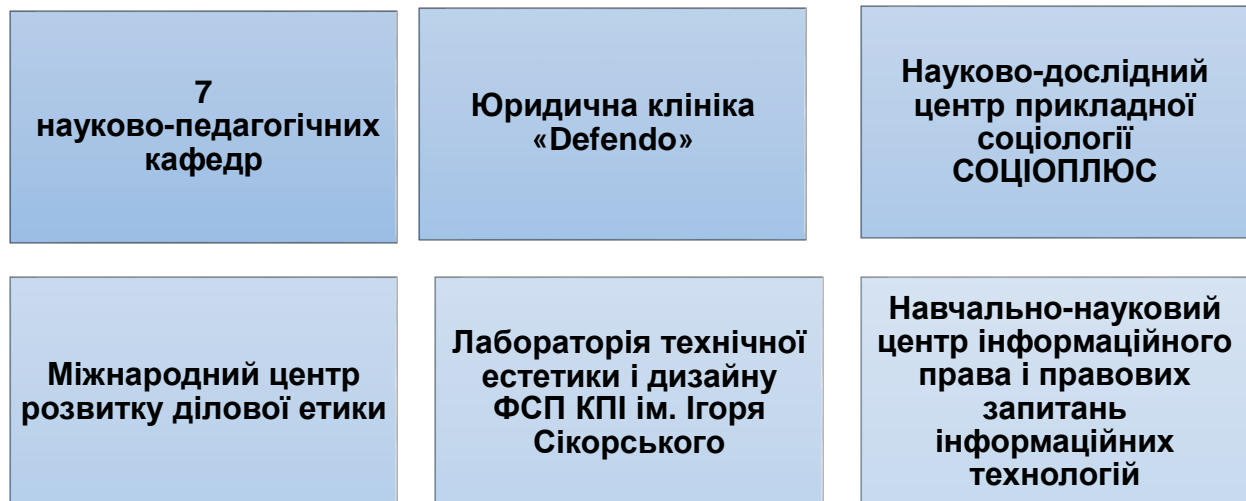 7
науково-педагогічних
кафедр
Юридична клініка
«Defendo»
Науково-дослідний
центр прикладної
соціології
СОЦІОПЛЮС
Міжнародний центр
розвитку ділової етики
Лабораторія технічної
естетики і дизайну
ФСП КПІ ім. Ігоря
Сікорського
Навчально-науковий
центр інформаційного
права і правових
запитань
інформаційних
технологій